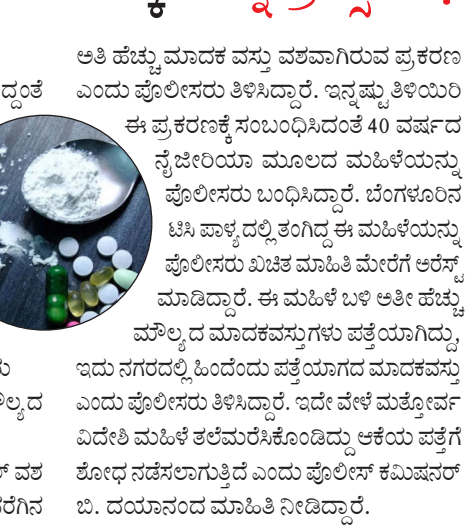 ದ್ದಂತೆ
ಲ್ಯದ
ವಶ
ರೆಗಿನ
ಅತಿ ಹೆಚ್ಚು ಮಾದಕ ವಸ್ತು ವಶವಾಗಿರುವ ಪ್ರಕರಣ
ಎಂದು ಪೊಲೀಸರು ತಿಳಿಸಿದ್ದಾರೆ. ಇನ್ನಷ್ಟು ತಿಳಿಯಿರಿ
ಈ ಪ್ರಕರಣಕ್ಕೆ ಸಂಬಂಧಿಸಿದಂತೆ 40 ವರ್ಷದ
ನೈಜೀರಿಯಾ ಮೂಲದ ಮಹಿಳೆಯನ್ನು
ಪೊಲೀಸರು ಬಂಧಿಸಿದ್ದಾರೆ. ಬೆಂಗಳೂರಿನ
ಟಿಸಿ ಪಾಳ್ಯದಲ್ಲಿ ತಂಗಿದ್ದ ಈ ಮಹಿಳೆಯನ್ನು
ಪೊಲೀಸರು ಖಚಿತ ಮಾಹಿತಿ ಮೇರೆಗೆ ಅರೆಸ್ಟ್
ಮಾಡಿದ್ದಾರೆ. ಈ ಮಹಿಳೆ ಬಳಿ ಅತೀ ಹೆಚ್ಚು
ಮೌಲ್ಯದ ಮಾದಕವಸ್ತುಗಳು ಪತ್ತೆಯಾಗಿದ್ದು,
ಇದು ನಗರದಲ್ಲಿ ಹಿಂದೆಂದು ಪತ್ತೆಯಾಗದ ಮಾದಕವಸ್ತು
ಎಂದು ಪೊಲೀಸರು ತಿಳಿಸಿದ್ದಾರೆ. ಇದೇ ವೇಳೆ ಮತ್ತೋರ್ವ
ವಿದೇಶಿ ಮಹಿಳೆ ತಲೆಮರೆಸಿಕೊಂಡಿದ್ದು ಆಕೆಯ ಪತ್ತೆಗೆ
ಶೋಧ ನಡೆಸಲಾಗುತ್ತಿದೆ ಎಂದು ಪೊಲೀಸ್ ಕಮಿಷನರ್
ಬಿ. ದಯಾನಂದ ಮಾಹಿತಿ ನೀಡಿದ್ದಾರೆ.